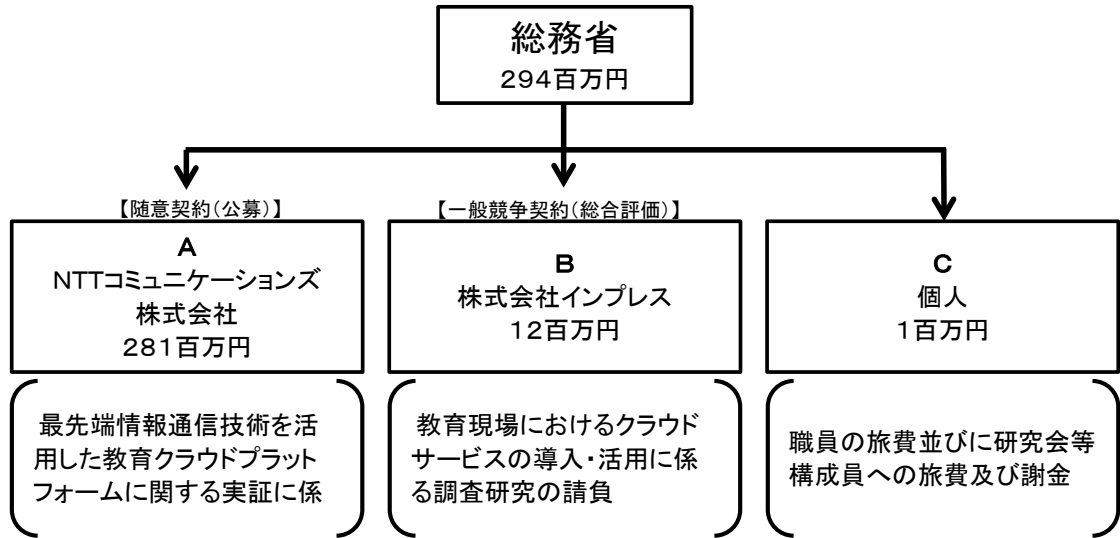 総務省
294百万円
【随意契約(公募)】
A
NTTコミュニケーションズ
株式会社
281百万円
最先端情報通信技術を活
用した教育クラウドプラット
フォームに関する実証に係
【一般競争契約(総合評価)】
B
株式会社インプレス
12百万円
教育現場におけるクラウド
サービスの導入・活用に係
る調査研究の請負
C
個人
1百万円
職員の旅費並びに研究会等
構成員への旅費及び謝金